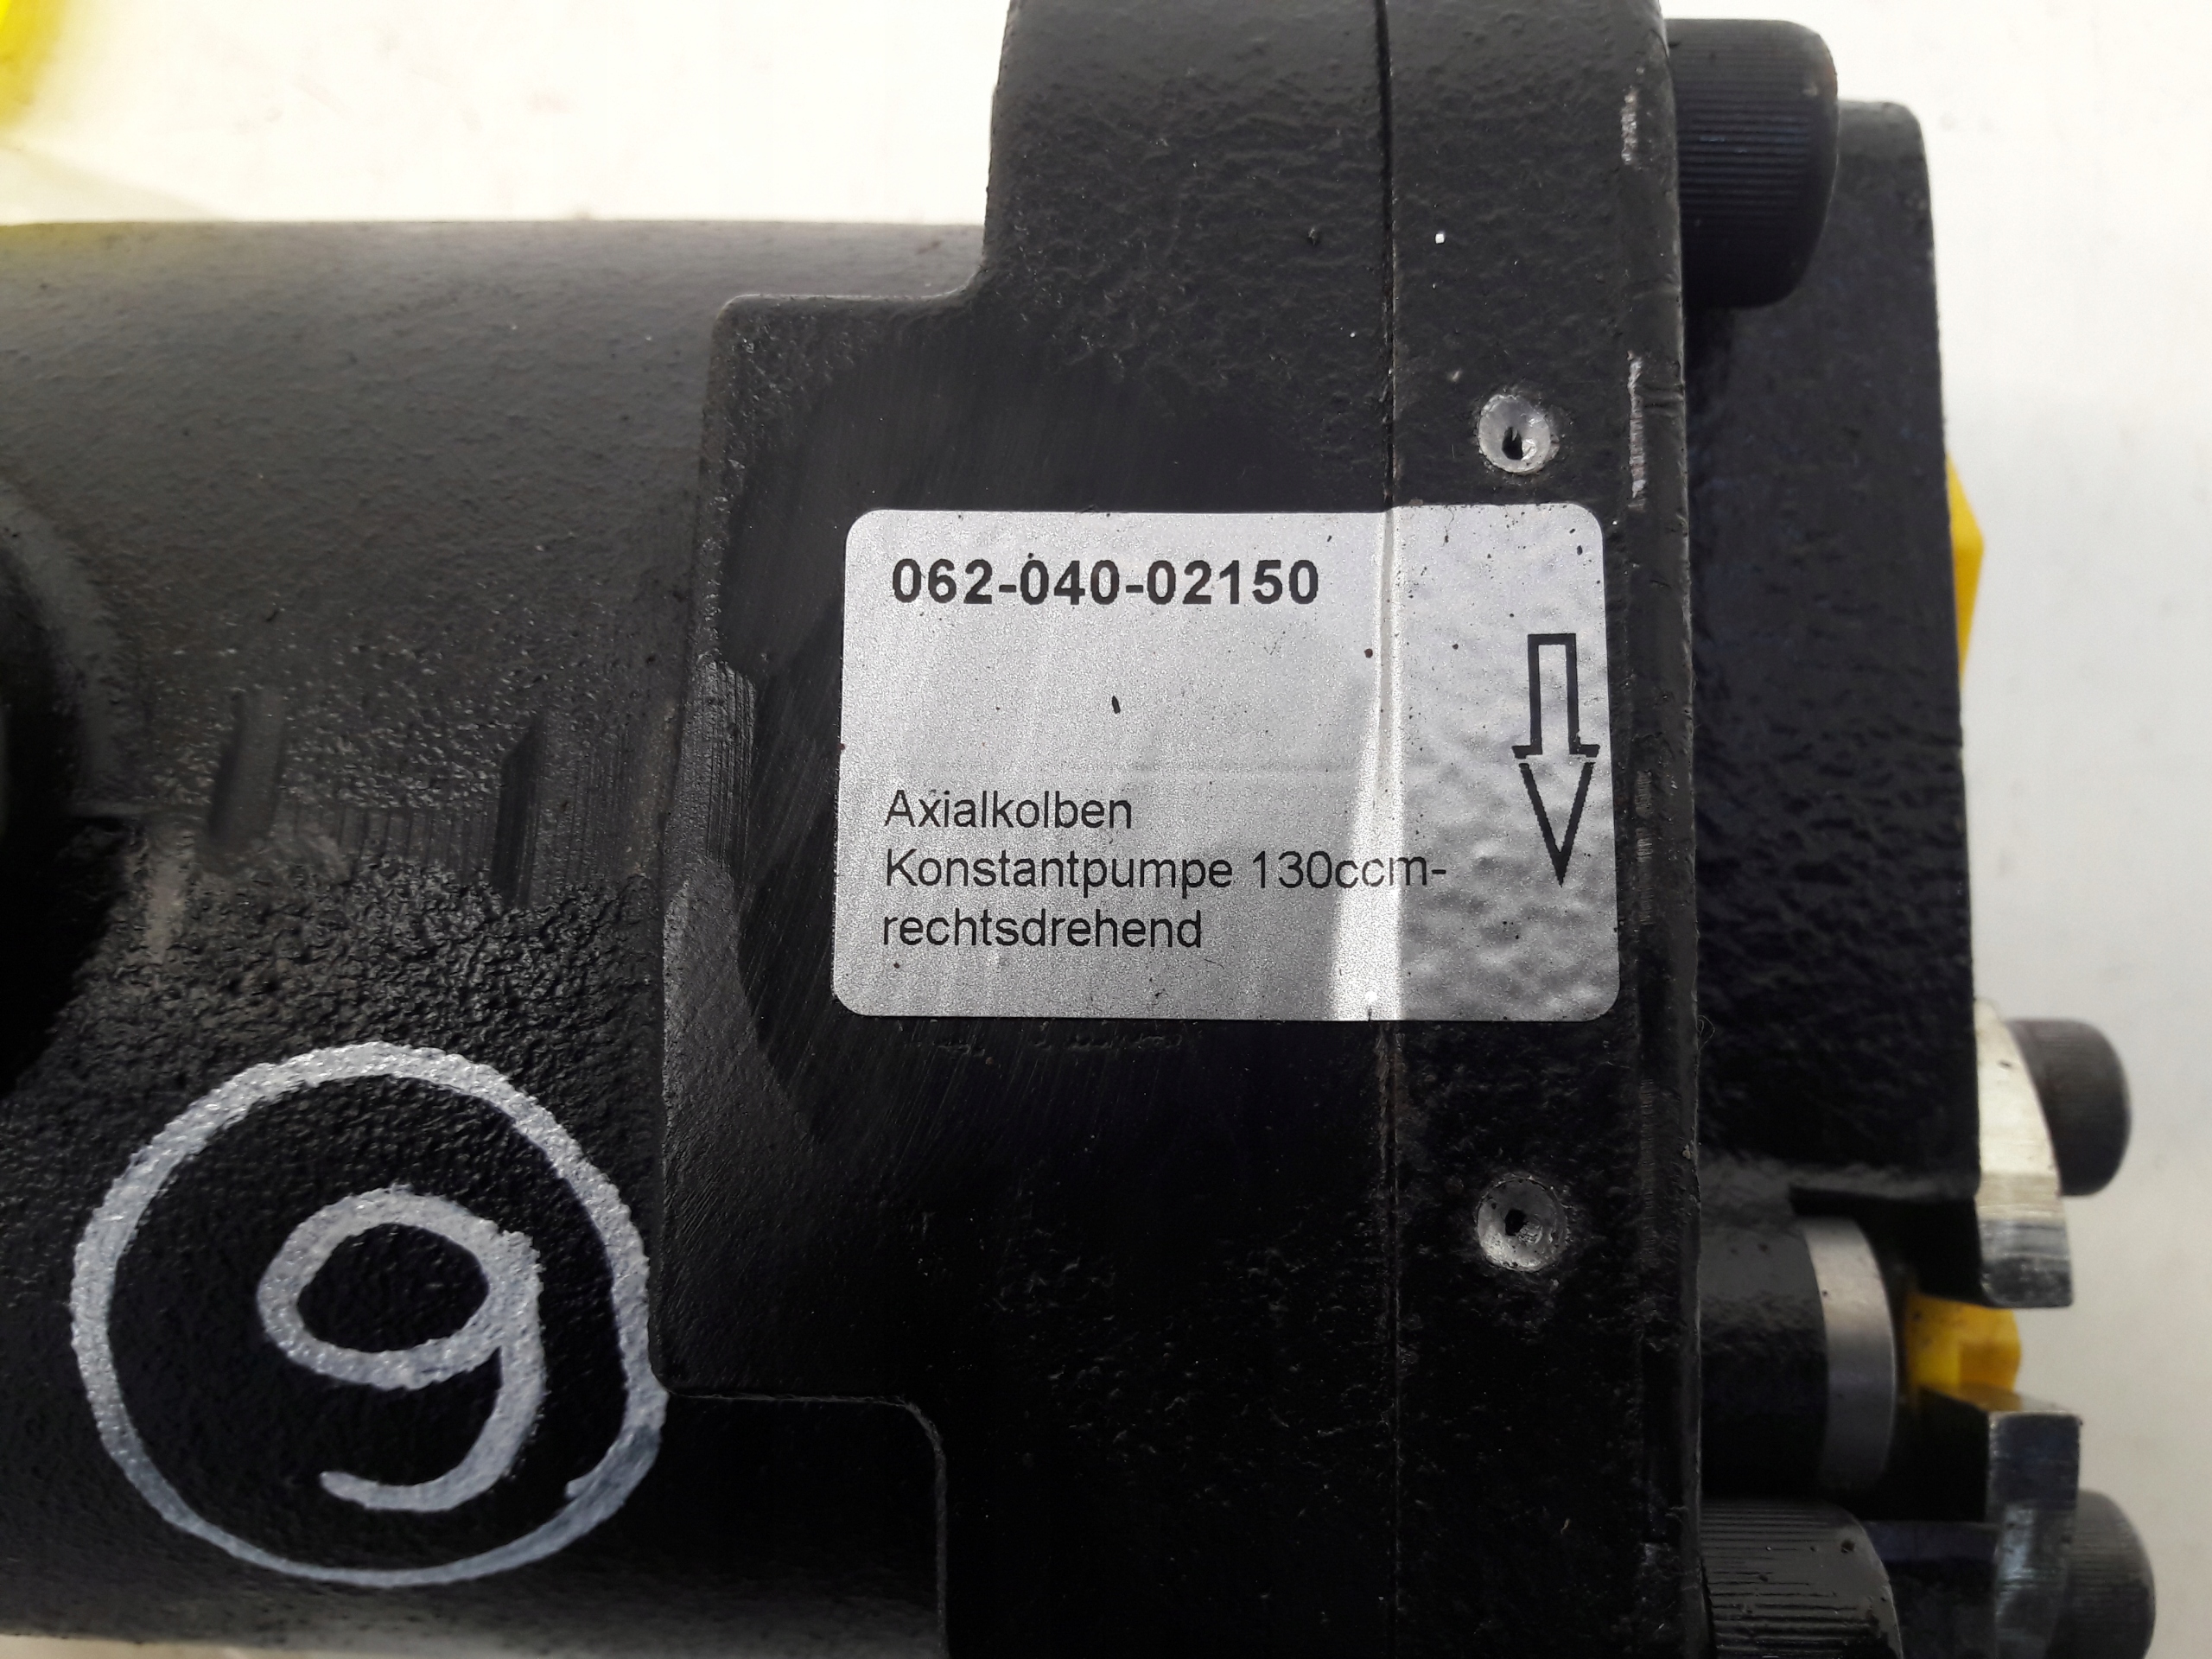 062-040-02150
Axialkolben
Konstantpumpe 130ccm-
rechtsdrehend
9